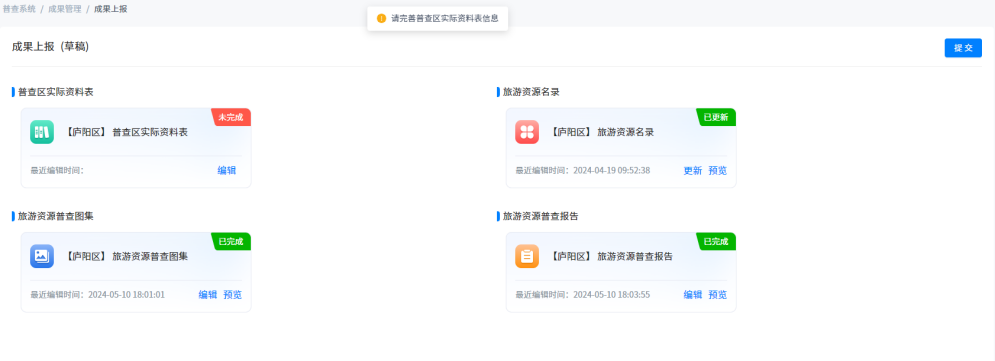 普查系统 / 成果管理 / 成果上报
请完善普查区实际资料表信息
成果上报（草稿）
提 交
普查区实际资料表
未完成
【庐阳区】 普查区实际资料表
最近编辑时间：
编辑
旅游资源名录
已更新
【庐阳区】 旅游资源名录
最近编辑时间：2024-04-19 09:52:38
更新 预览
旅游资源普查图集
已完成
【庐阳区】 旅游资源普查图集
最近编辑时间：2024-05-10 18:01:01
编辑 预览
旅游资源普查报告
已完成
【庐阳区】 旅游资源普查报告
最近编辑时间：2024-05-10 18:03:55
编辑 预览